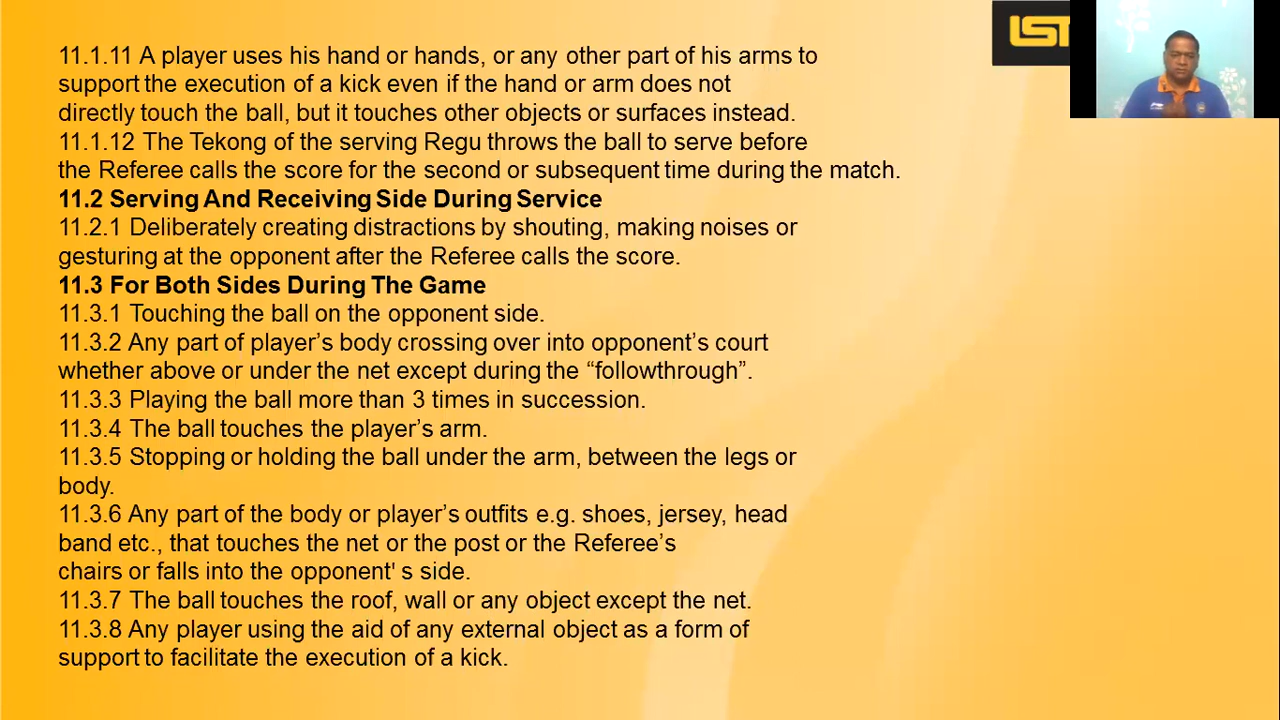 11.1.11 A player uses his hand or hands, or any other part of his arms to
support the execution of a kick even if the hand or arm does not
directly touch the ball, but it touches other objects or surfaces instead.
11.1.12 The Tekong of the serving Regu throws the ball to serve before
the Referee calls the score for the second or subsequent time during the match.
11.2 Serving And Receiving Side During Service
11.2.1 Deliberately creating distractions by shouting, making noises or
gesturing at the opponent after the Referee calls the score.
11.3 For Both Sides During The Game
11.3.1 Touching the ball on the opponent side.
11.3.2 Any part of player’s body crossing over into opponent’s court
whether above or under the net except during the “followthrough”.
11.3.3 Playing the ball more than 3 times in succession.
11.3.4 The ball touches the player’s arm.
11.3.5 Stopping or holding the ball under the arm, between the legs or
body.
11.3.6 Any part of the body or player’s outfits e.g. shoes, jersey, head
band etc., that touches the net or the post or the Referee’s
chairs or falls into the opponent' s side.
11.3.7 The ball touches the roof, wall or any object except the net.
11.3.8 Any player using the aid of any external object as a form of
support to facilitate the execution of a kick.